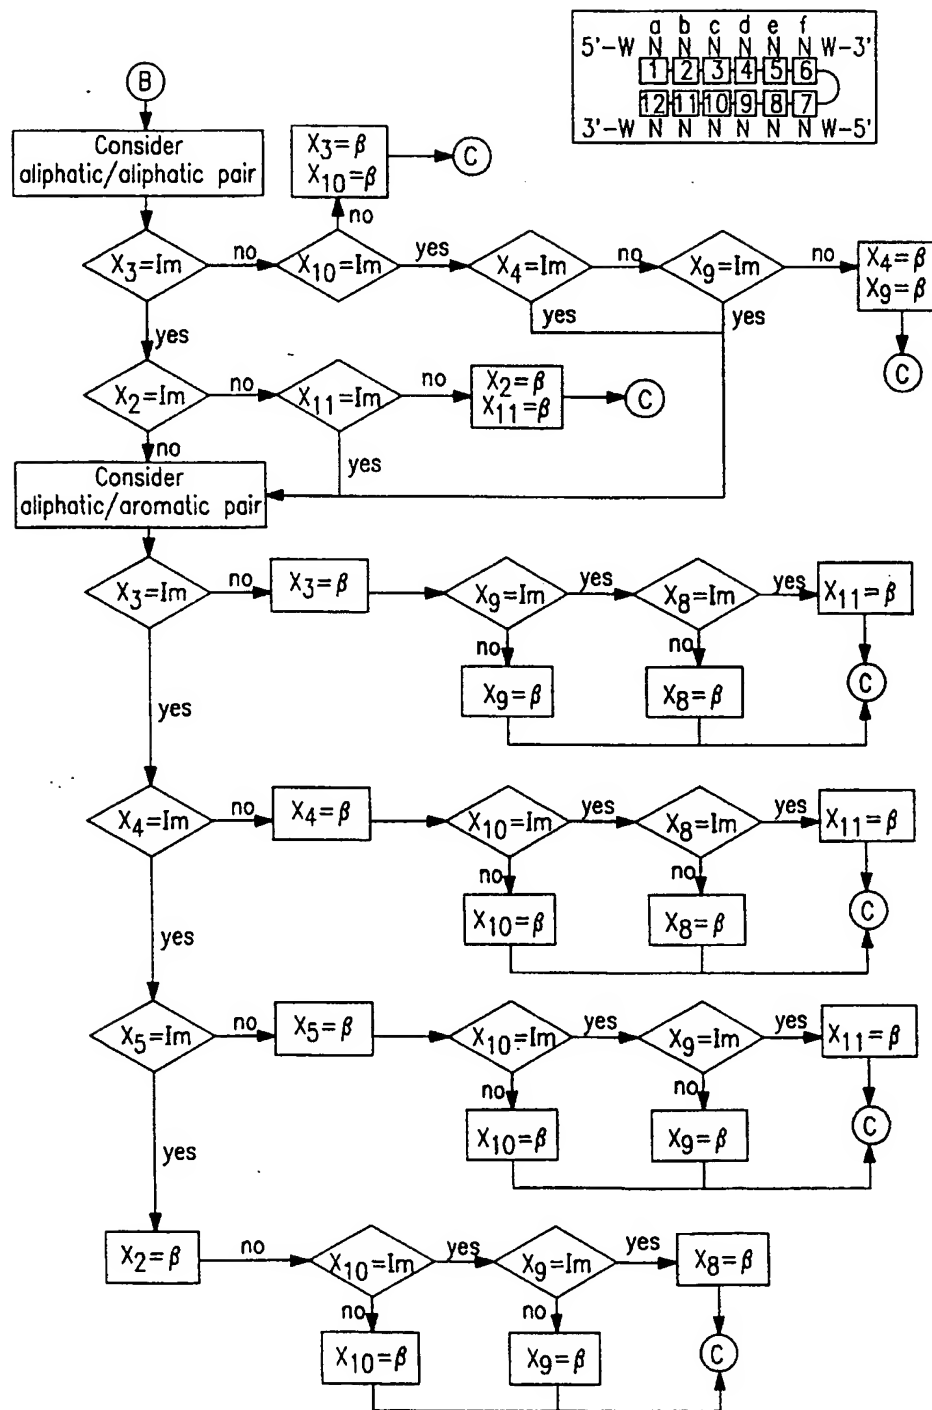 a b c d e f
5'-W N N N N N N W-3'
1 2 3 4 5 6
12 11 10 9 8 7
3'-W N N N N N N W-5'
B
Consider
aliphatic/aliphatic pair
X3=β
X10=β
C
no
X3=Im
no
X10=Im
yes
X4=Im
no
X9=Im
no
X4=β
X9=β
yes
yes
yes
C
X2=Im
no
X11=Im
no
X2=β
X11=β
C
no
yes
Consider
aliphatic/aromatic pair
X3=Im
no
X3=β
X9=Im
yes
X8=Im
yes
X11=β
no
no
X9=β
X8=β
C
yes
X4=Im
no
X4=β
X10=Im
yes
X8=Im
yes
X11=β
no
no
X10=β
X8=β
C
yes
X5=Im
no
X5=β
X10=Im
yes
X9=Im
yes
X11=β
no
no
X10=β
X9=β
C
yes
X2=β
no
X10=Im
yes
X9=Im
yes
X8=β
no
no
X10=β
X9=β
C